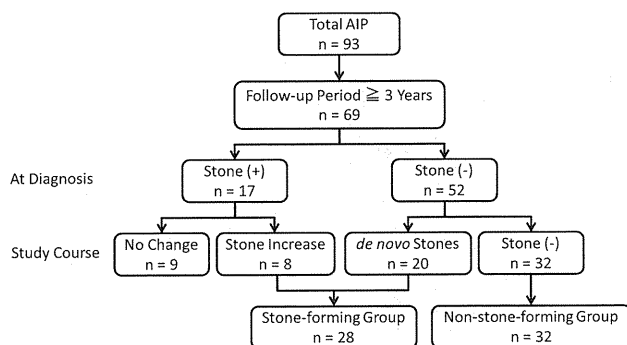 Total AIP
n = 93
Follow-up Period ≧ 3 Years
n = 69
At Diagnosis
Stone (+)
n = 17
Stone (-)
n = 52
Study Course
No Change
n = 9
Stone Increase
n = 8
de novo Stones
n = 20
Stone (-)
n = 32
Stone-forming Group
n = 28
Non-stone-forming Group
n = 32